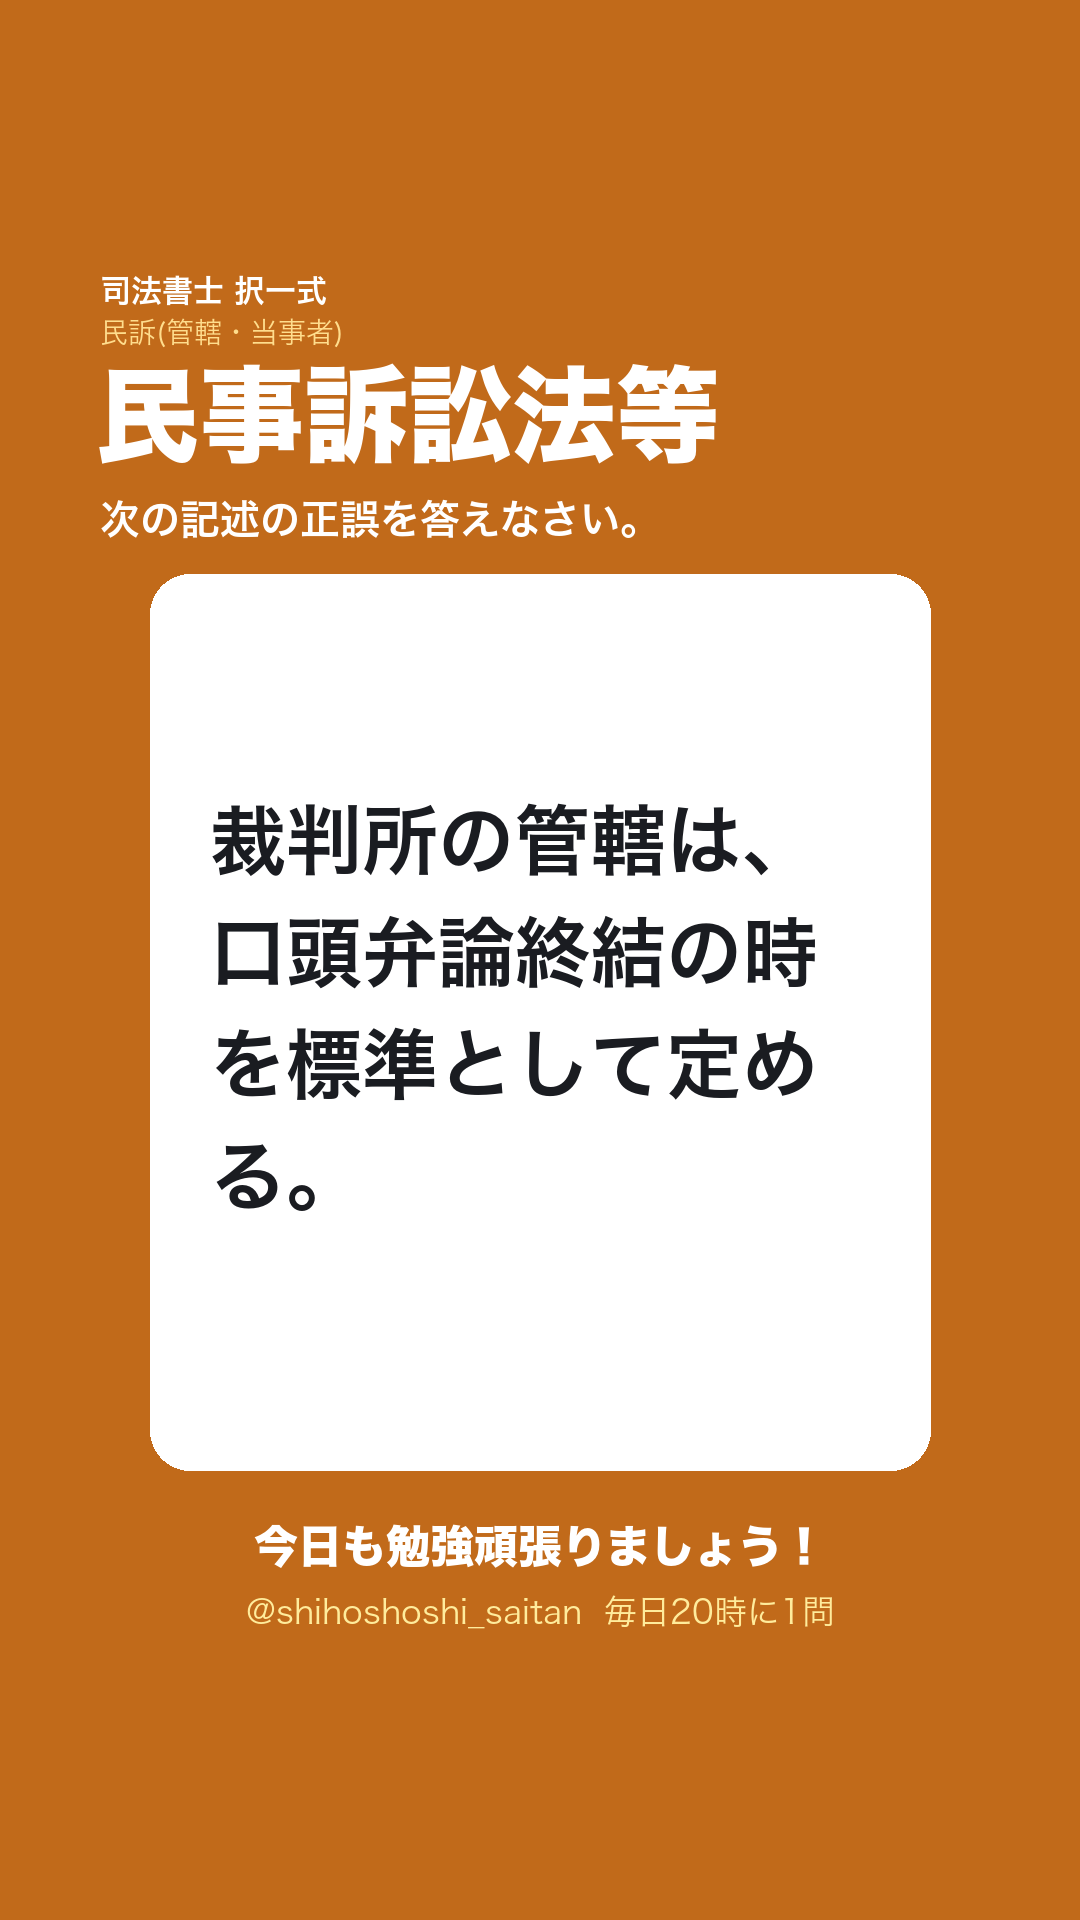 司法書士 択一式
民訴(管轄・当事者)
民事訴訟法等
次の記述の正誤を答えなさい。
裁判所の管轄は、
口頭弁論終結の時
を標準として定め
る。
今日も勉強頑張りましょう！
@shihoshoshi_saitan 毎日20時に1問